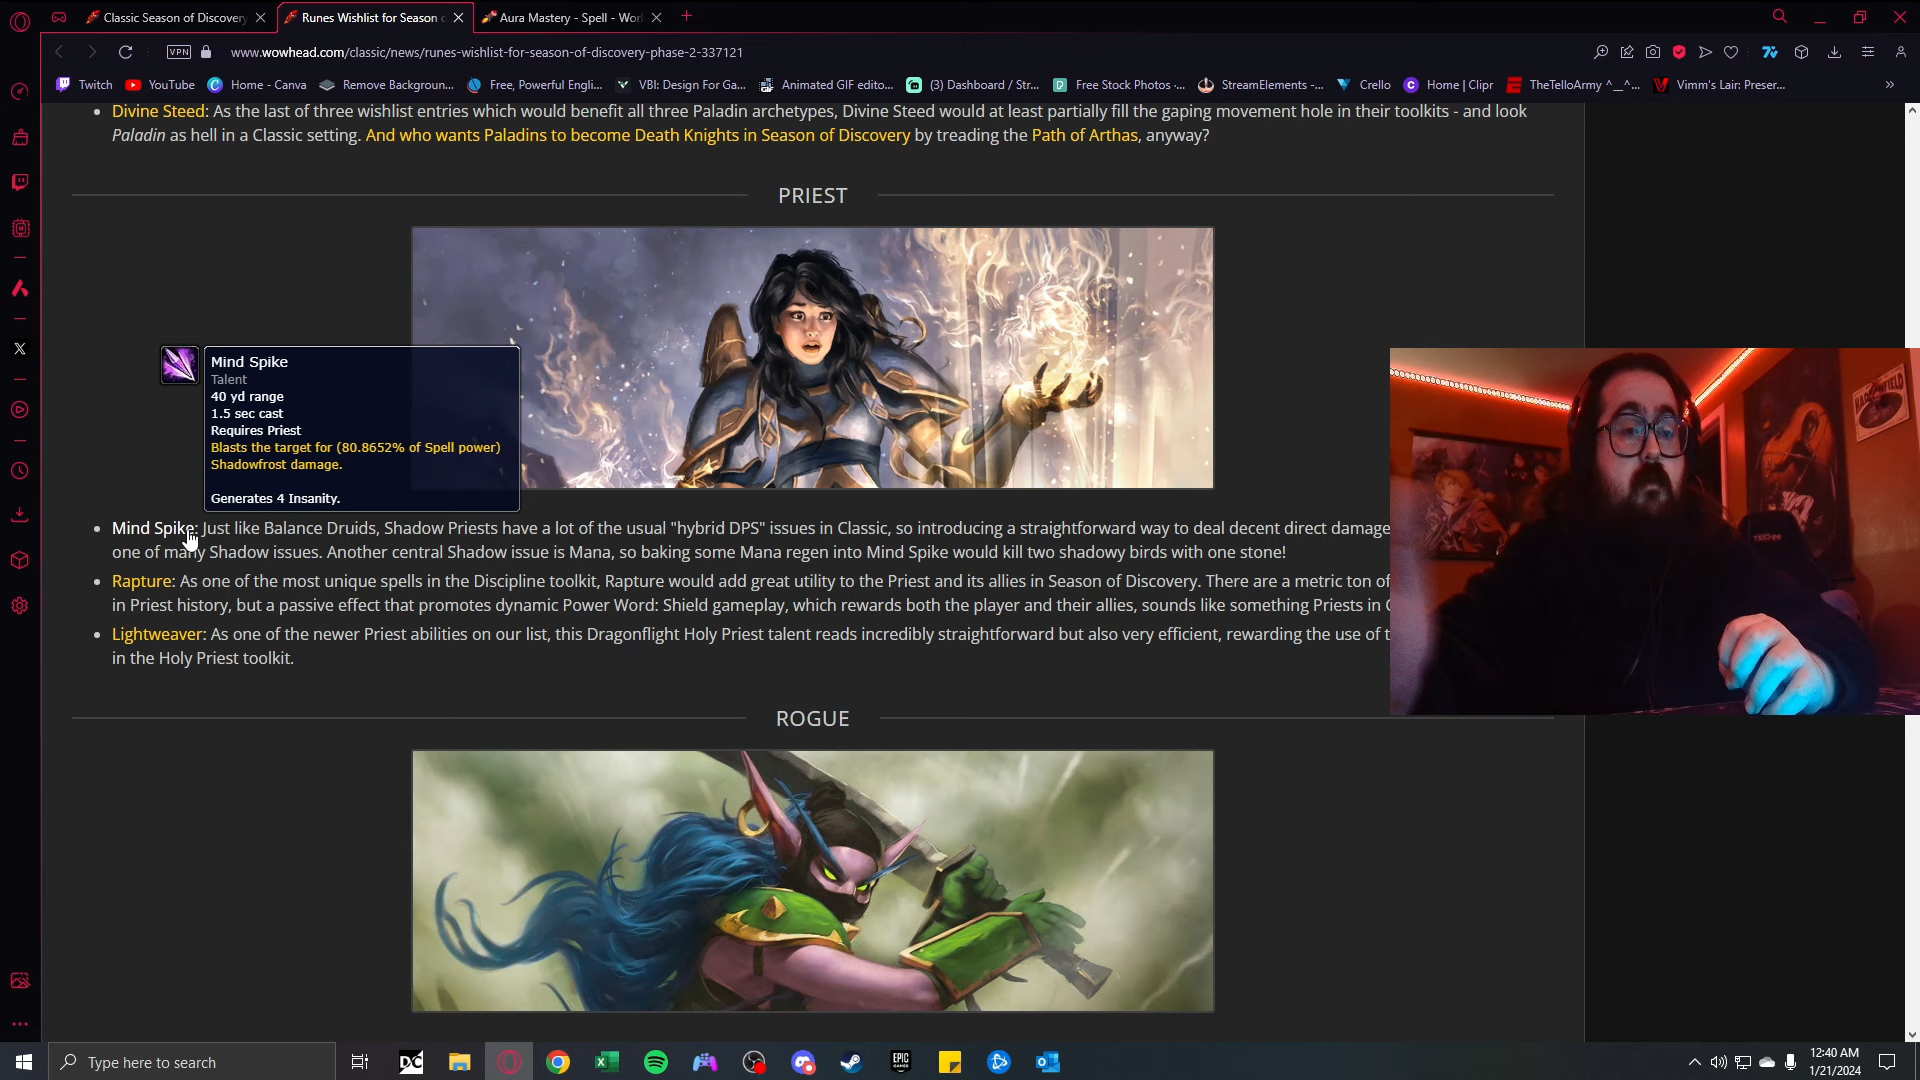 Classic Season of Discovery
Runes Wishlist for Season
Aura Mastery - Spell - Wor
VPN
www.wowhead.com/classic/news/runes-wishlist-for-season-of-discovery-phase-2-337121
Twitch
YouTube
Home - Canva
Remove Backgroun...
Free, Powerful Engli...
VBI: Design For Ga...
Animated GIF edito...
(3) Dashboard / Str...
Free Stock Photos ·...
StreamElements -...
Crello
Home | Clipr
TheTelloArmy ^__^...
Vimm's Lair: Preser...
Divine Steed: As the last of three wishlist entries which would benefit all three Paladin archetypes, Divine Steed would at least partially fill the gaping movement hole in their toolkits - and look
Paladin as hell in a Classic setting. And who wants Paladins to become Death Knights in Season of Discovery by treading the Path of Arthas, anyway?
PRIEST
Mind Spike
Talent
40 yd range
1.5 sec cast
Requires Priest
Blasts the target for (80.8652% of Spell power)
Shadowfrost damage.
Generates 4 Insanity.
Mind Spike: Just like Balance Druids, Shadow Priests have a lot of the usual "hybrid DPS" issues in Classic, so introducing a straightforward way to deal decent direct damage
one of many Shadow issues. Another central Shadow issue is Mana, so baking some Mana regen into Mind Spike would kill two shadowy birds with one stone!
Rapture: As one of the most unique spells in the Discipline toolkit, Rapture would add great utility to the Priest and its allies in Season of Discovery. There are a metric ton of
in Priest history, but a passive effect that promotes dynamic Power Word: Shield gameplay, which rewards both the player and their allies, sounds like something Priests in
Lightweaver: As one of the newer Priest abilities on our list, this Dragonflight Holy Priest talent reads incredibly straightforward but also very efficient, rewarding the use of
in the Holy Priest toolkit.
ROGUE
Type here to search
DC
EPIC
GAMES
12:40 AM
1/21/2024